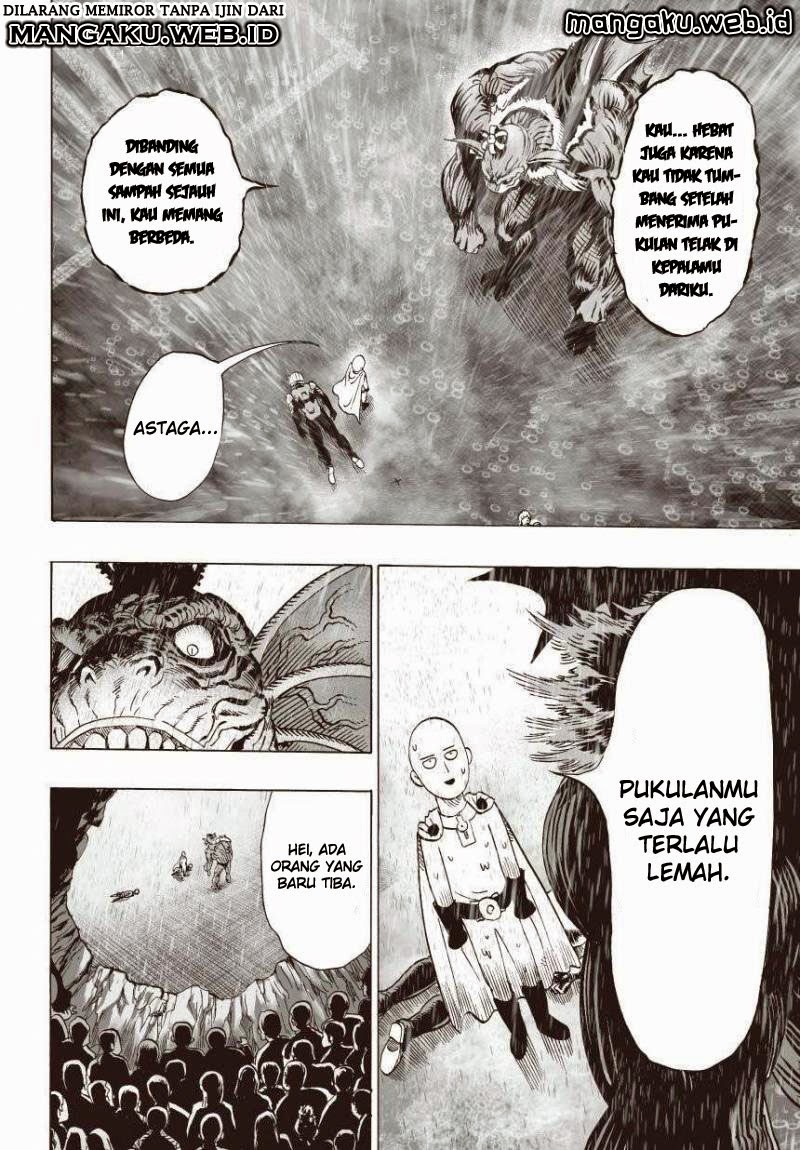 DILARANG MEMIROR TANPA IJIN DARI
MANGAKU.WEB.ID
mangaku.web.id
KAU... HEBAT
JUGA KARENA
KAU TIDAK TUM-
BANG SETELAH
MENERIMA PU-
KULAN TELAK DI
KEPALAMU
DARIKU.
DIBANDING
DENGAN SEMUA
SAMPAH SEJAUH
INI, KAU MEMANG
BERBEDA.
ASTAGA...
PUKULANMU
SAJA YANG
TERLALU
LEMAH.
HEI, ADA
ORANG YANG
BARU TIBA.